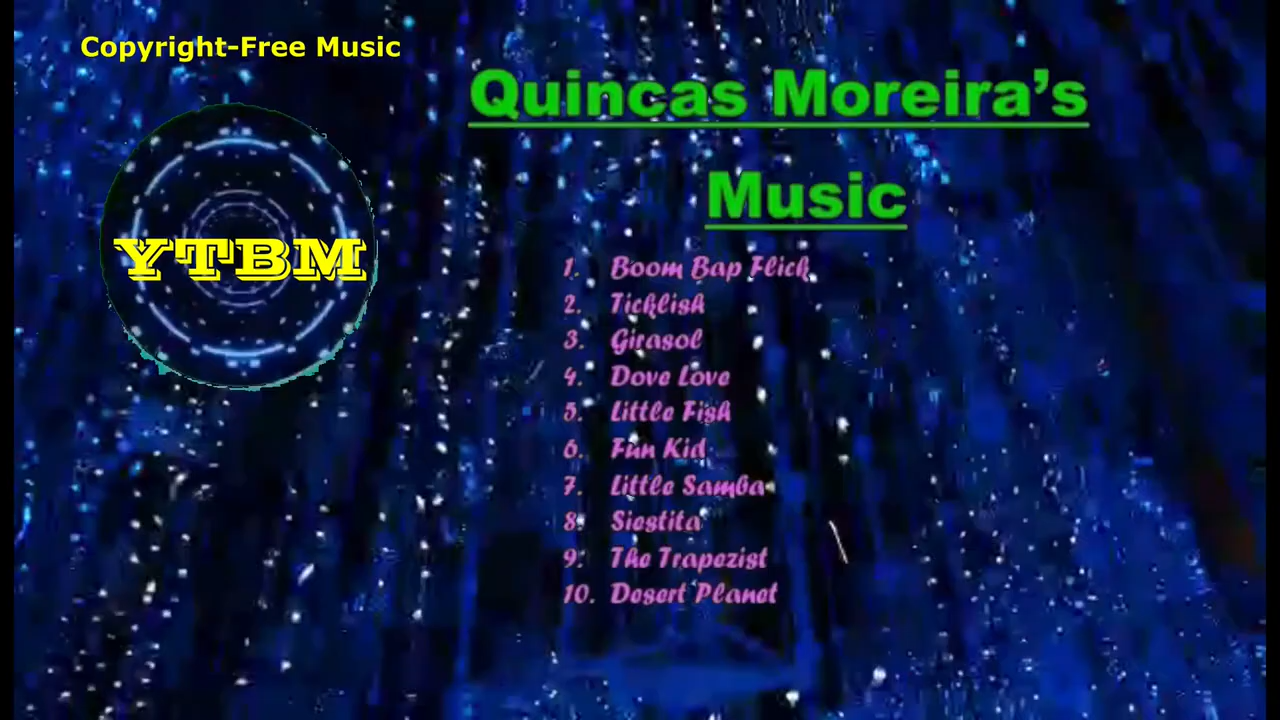 Copyright-Free Music
Quincas Moreira’s
Music
YTBM
1. Boom Bap Flick
2. Ticklish
3. Girasol
4. Dove Love
5. Little Fish
6. Fun Kid
7. Little Samba
8. Siestita
9. The Trapezist
10. Desert Planet